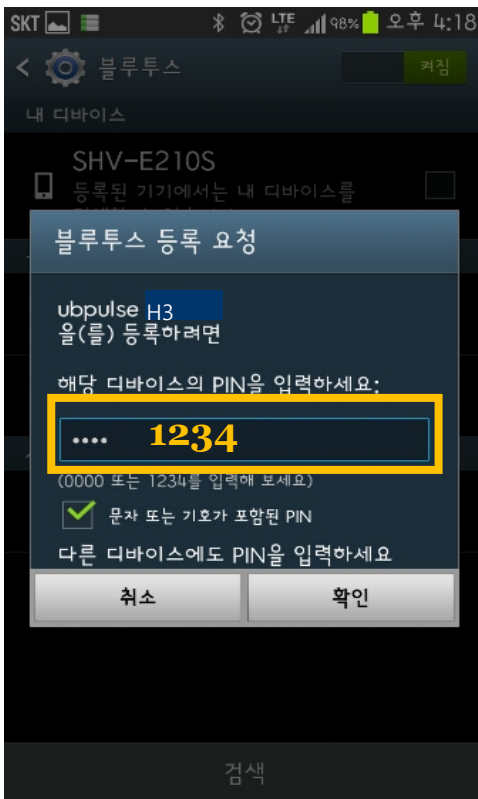 SKT LTE 98% 오후 4:18
< 블루투스 켜짐
내 디바이스
SHV-E210S
등록된 기기에서는 내 디바이스를
블루투스 등록 요청
ubpulse H3
을(를) 등록하려면
해당 디바이스의 PIN을 입력하세요:
•••• 1234
(0000 또는 1234를 입력해 보세요)
문자 또는 기호가 포함된 PIN
다른 디바이스에도 PIN을 입력하세요
취소 확인
검색